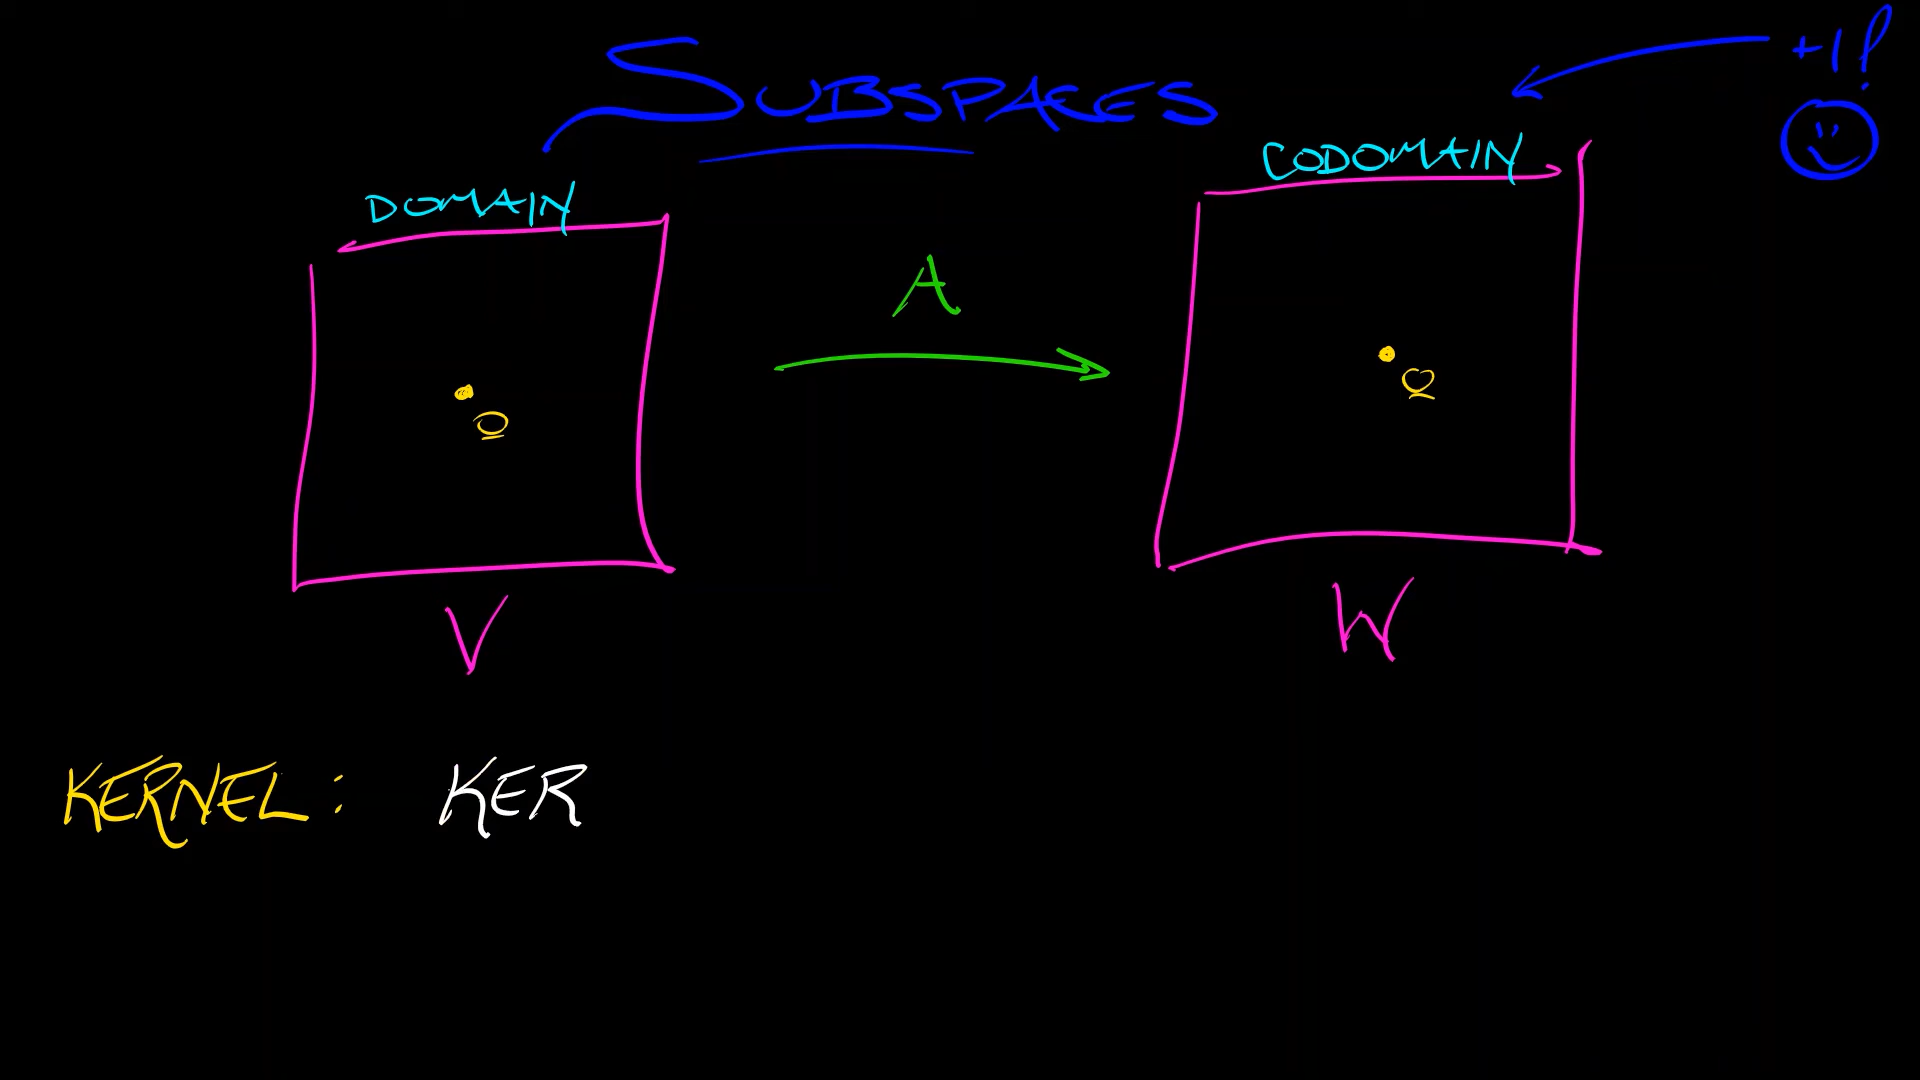 SUBSPACES
+1!
DOMAIN
CODOMAIN
A
0
0
V
W
KERNEL: KER